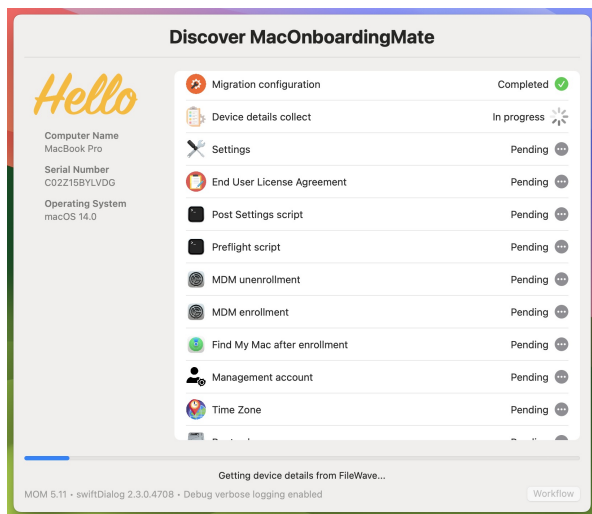 Discover MacOnboardingMate
Hello
Computer Name
MacBook Pro
Serial Number
C02Z15BYLVDG
Operating System
macOS 14.0
Migration configuration Completed
Device details collect In progress
Settings Pending
End User License Agreement Pending
Post Settings script Pending
Preflight script Pending
MDM unenrollment Pending
MDM enrollment Pending
Find My Mac after enrollment Pending
Management account Pending
Time Zone Pending
Getting device details from FileWave...
MOM 5.11 • swiftDialog 2.3.0.4708 • Debug verbose logging enabled
Workflow